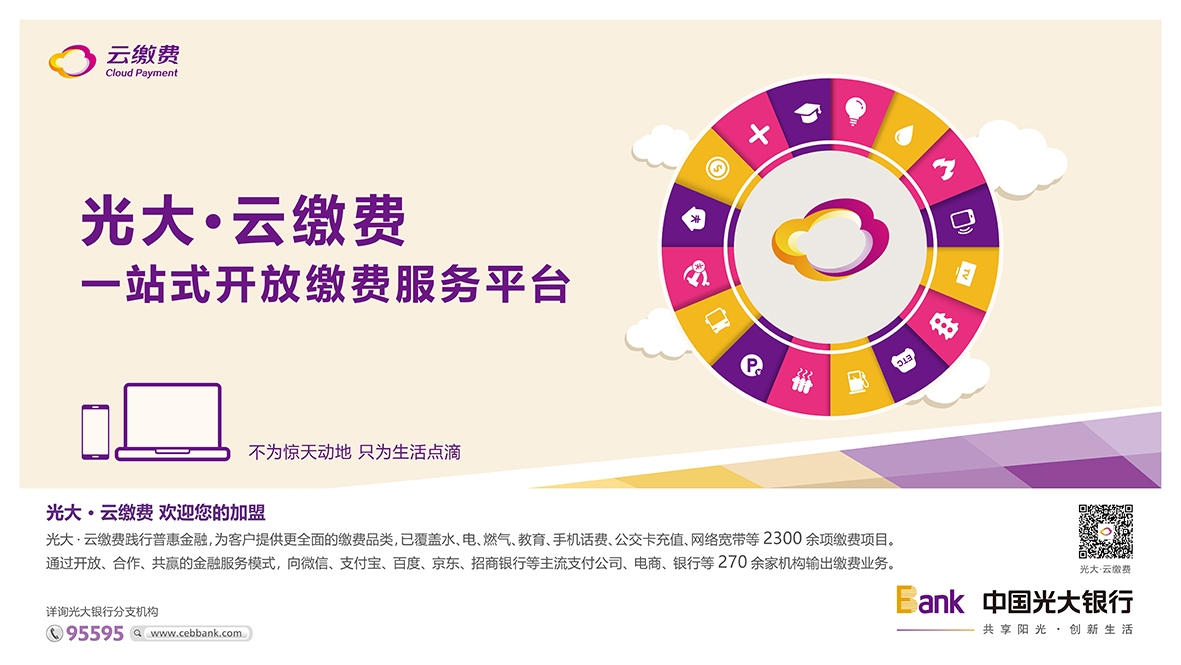 云缴费
Cloud Payment
光大·云缴费
一站式开放缴费服务平台
$
TV
ETC
P
不为惊天动地 只为生活点滴
光大·云缴费 欢迎您的加盟
光大·云缴费践行普惠金融,为客户提供更全面的缴费品类,已覆盖水、电、燃气、教育、手机话费、公交卡充值、网络宽带等 2300 余项缴费项目。
通过开放、合作、共赢的金融服务模式,向微信、支付宝、百度、京东、招商银行等主流支付公司、电商、银行等 270 余家机构输出缴费业务。
光大·云缴费
详询光大银行分支机构
95595 www.cebbank.com
Bank 中国光大银行
共享阳光·创新生活